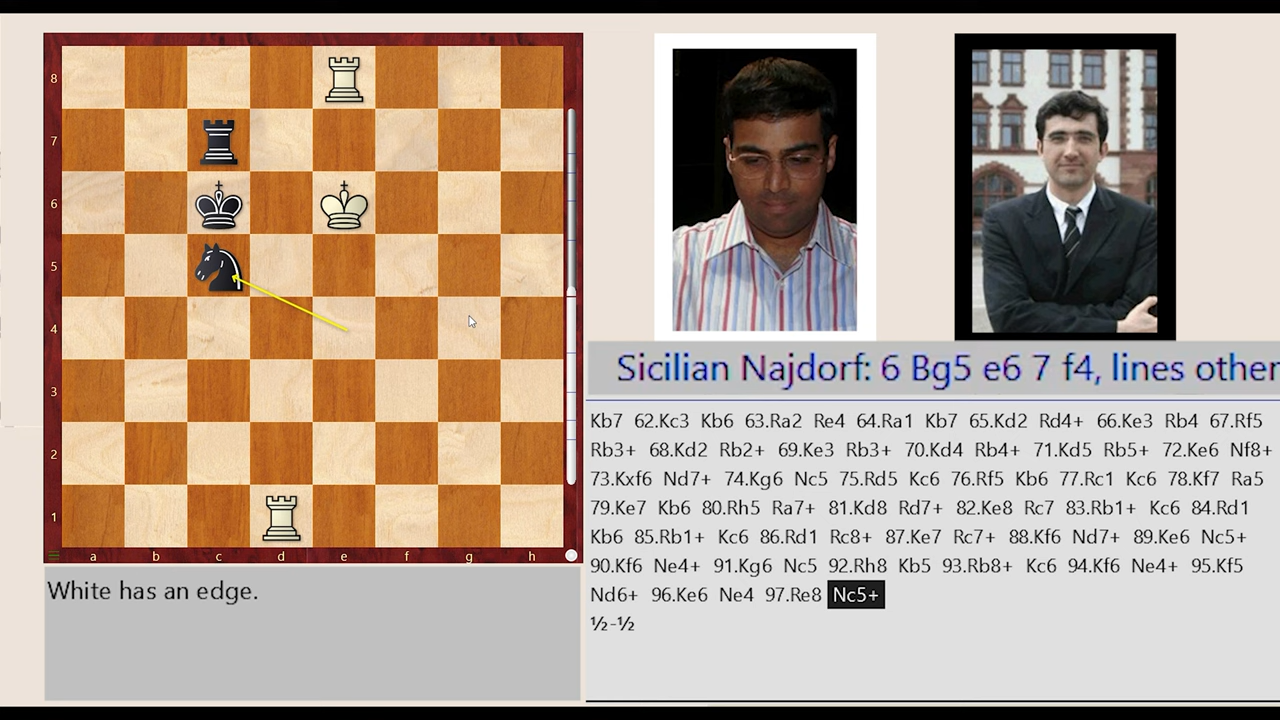 8
7
6
5
4
3
2
1
a b c d e f g h
White has an edge.
Sicilian Najdorf: 6 Bg5 e6 7 f4, lines other
Kb7 62.Kc3 Kb6 63.Ra2 Re4 64.Ra1 Kb7 65.Kd2 Rd4+ 66.Ke3 Rb4 67.Rf5
Rb3+ 68.Kd2 Rb2+ 69.Ke3 Rb3+ 70.Kd4 Rb4+ 71.Kd5 Rb5+ 72.Ke6 Nf8+
73.Kxf6 Nd7+ 74.Kg6 Nc5 75.Rd5 Kc6 76.Rf5 Kb6 77.Rc1 Kc6 78.Kf7 Ra5
79.Ke7 Kb6 80.Rh5 Ra7+ 81.Kd8 Rd7+ 82.Ke8 Rc7 83.Rb1+ Kc6 84.Rd1
Kb6 85.Rb1+ Kc6 86.Rd1 Rc8+ 87.Ke7 Rc7+ 88.Kf6 Nd7+ 89.Ke6 Nc5+
90.Kf6 Ne4+ 91.Kg6 Nc5 92.Rh8 Kb5 93.Rb8+ Kc6 94.Kf6 Ne4+ 95.Kf5
Nd6+ 96.Ke6 Ne4 97.Re8 Nc5+
½-½